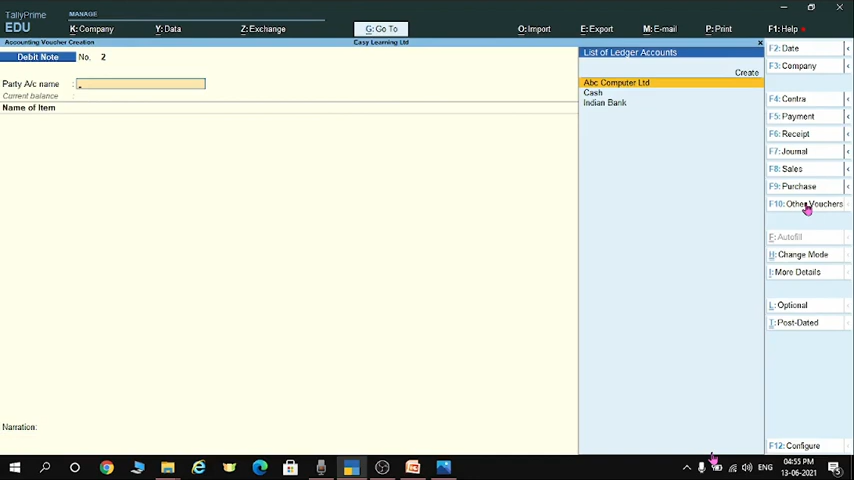 TallyPrime
EDU
MANAGE
K: Company
Y: Data
Z: Exchange
G: Go To
O: Import
E: Export
M: E-mail
P: Print
F1: Help
Accounting Voucher Creation
Easy Learning Ltd
Debit Note No. 2
Party A/c name :
Current balance :
Name of Item
Narration:
List of Ledger Accounts
Create
Abc Computer Ltd
Cash
Indian Bank
F2: Date
F3: Company
F4: Contra
F5: Payment
F6: Receipt
F7: Journal
F8: Sales
F9: Purchase
F10: Other Vouchers
F: Autofill
H: Change Mode
I: More Details
L: Optional
T: Post-Dated
F12: Configure
ENG
04:55 PM
13-06-2021